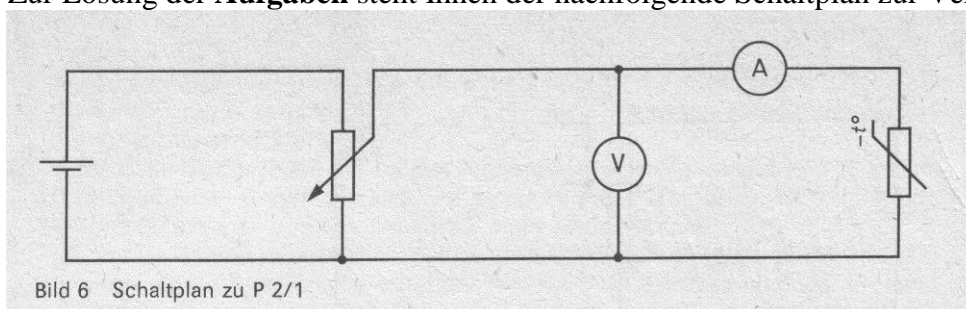 Zur Lösung der Aufgaben steht Ihnen der nachfolgende Schaltplan zur
A
V
-t°
Bild 6 Schaltplan zu P 2/1